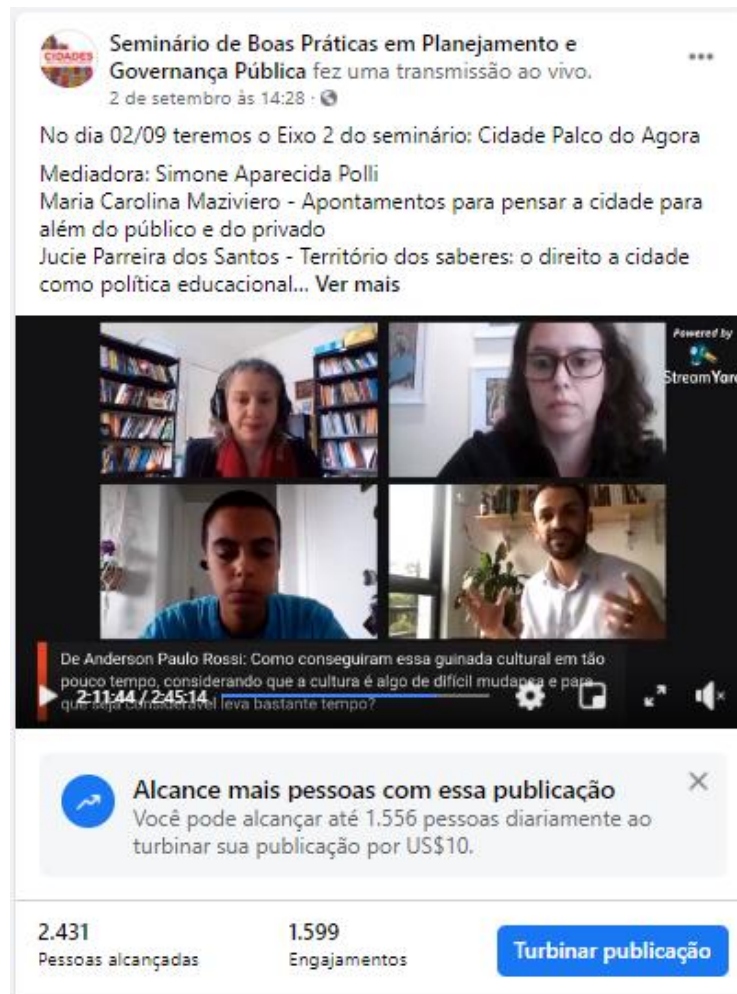 CIDADES
Seminário de Boas Práticas em Planejamento e
Governança Pública fez uma transmissão ao vivo.
2 de setembro às 14:28 ·
No dia 02/09 teremos o Eixo 2 do seminário: Cidade Palco do Agora
Mediadora: Simone Aparecida Polli
Maria Carolina Maziviero - Apontamentos para pensar a cidade para
além do público e do privado
Jucie Parreira dos Santos - Território dos saberes: o direito a cidade
como política educacional... Ver mais
Powered by
StreamYard
De Anderson Paulo Rossi: Como conseguiram essa guinada cultural em tão
pouco tempo, considerando que a cultura é algo de difícil mudança e para
que seja considerável leva bastante tempo?
2:11:44 / 2:45:14
Alcance mais pessoas com essa publicação
Você pode alcançar até 1.556 pessoas diariamente ao
turbinar sua publicação por US$10.
2.431
Pessoas alcançadas
1.599
Engajamentos
Turbinar publicação